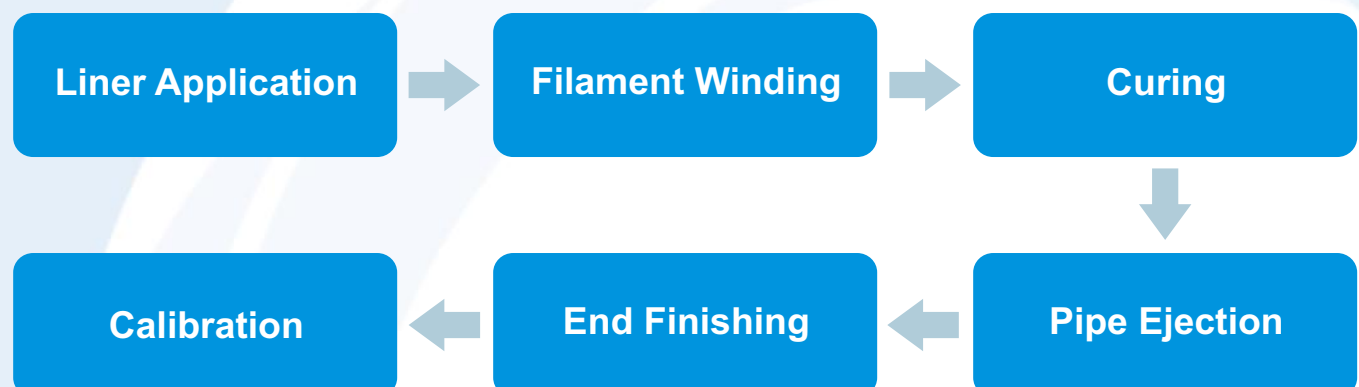 Liner Application
Filament Winding
Curing
Pipe Ejection
End Finishing
Calibration